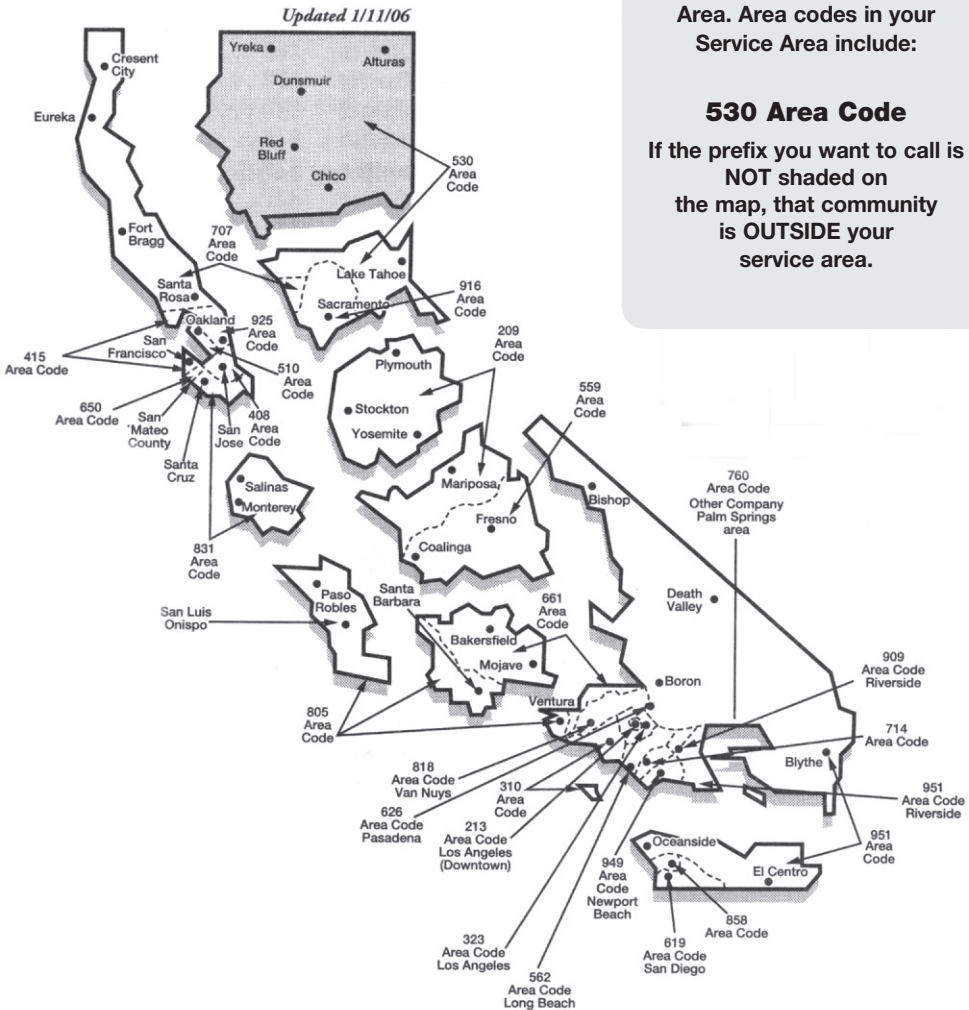 Updated 1/11/06
Area. Area codes in your
Service Area include:
530 Area Code
If the prefix you want to call is
NOT shaded on
the map, that community
is OUTSIDE your
service area.
Cresent
City
Eureka
Fort
Bragg
Yreka
Alturas
Dunsmuir
Red
Bluff
Chico
530
Area
Code
707
Area
Code
Santa
Rosa
Lake Tahoe
Sacramento
916
Area
Code
Oakland
925
Area
Code
San
Francisco
415
Area Code
510
Area
Code
650
Area Code
San
Mateo
County
San
Jose
408
Area
Code
Santa
Cruz
209
Area
Code
Plymouth
Stockton
Yosemite
559
Area
Code
Mariposa
Fresno
Coalinga
Salinas
Monterey
831
Area
Code
Bishop
760
Area Code
Other Company
Palm Springs
area
Death
Valley
Paso
Robles
San Luis
Onispo
Santa
Barbara
661
Area
Code
Bakersfield
Mojave
805
Area
Code
Ventura
Boron
909
Area Code
Riverside
714
Area Code
Blythe
951
Area Code
Riverside
951
Area
Code
818
Area Code
Van Nuys
626
Area Code
Pasadena
310
Area
Code
213
Area Code
Los Angeles
(Downtown)
949
Area
Code
Newport
Beach
Oceanside
El Centro
858
Area Code
619
Area Code
San Diego
323
Area Code
Los Angeles
562
Area Code
Long Beach